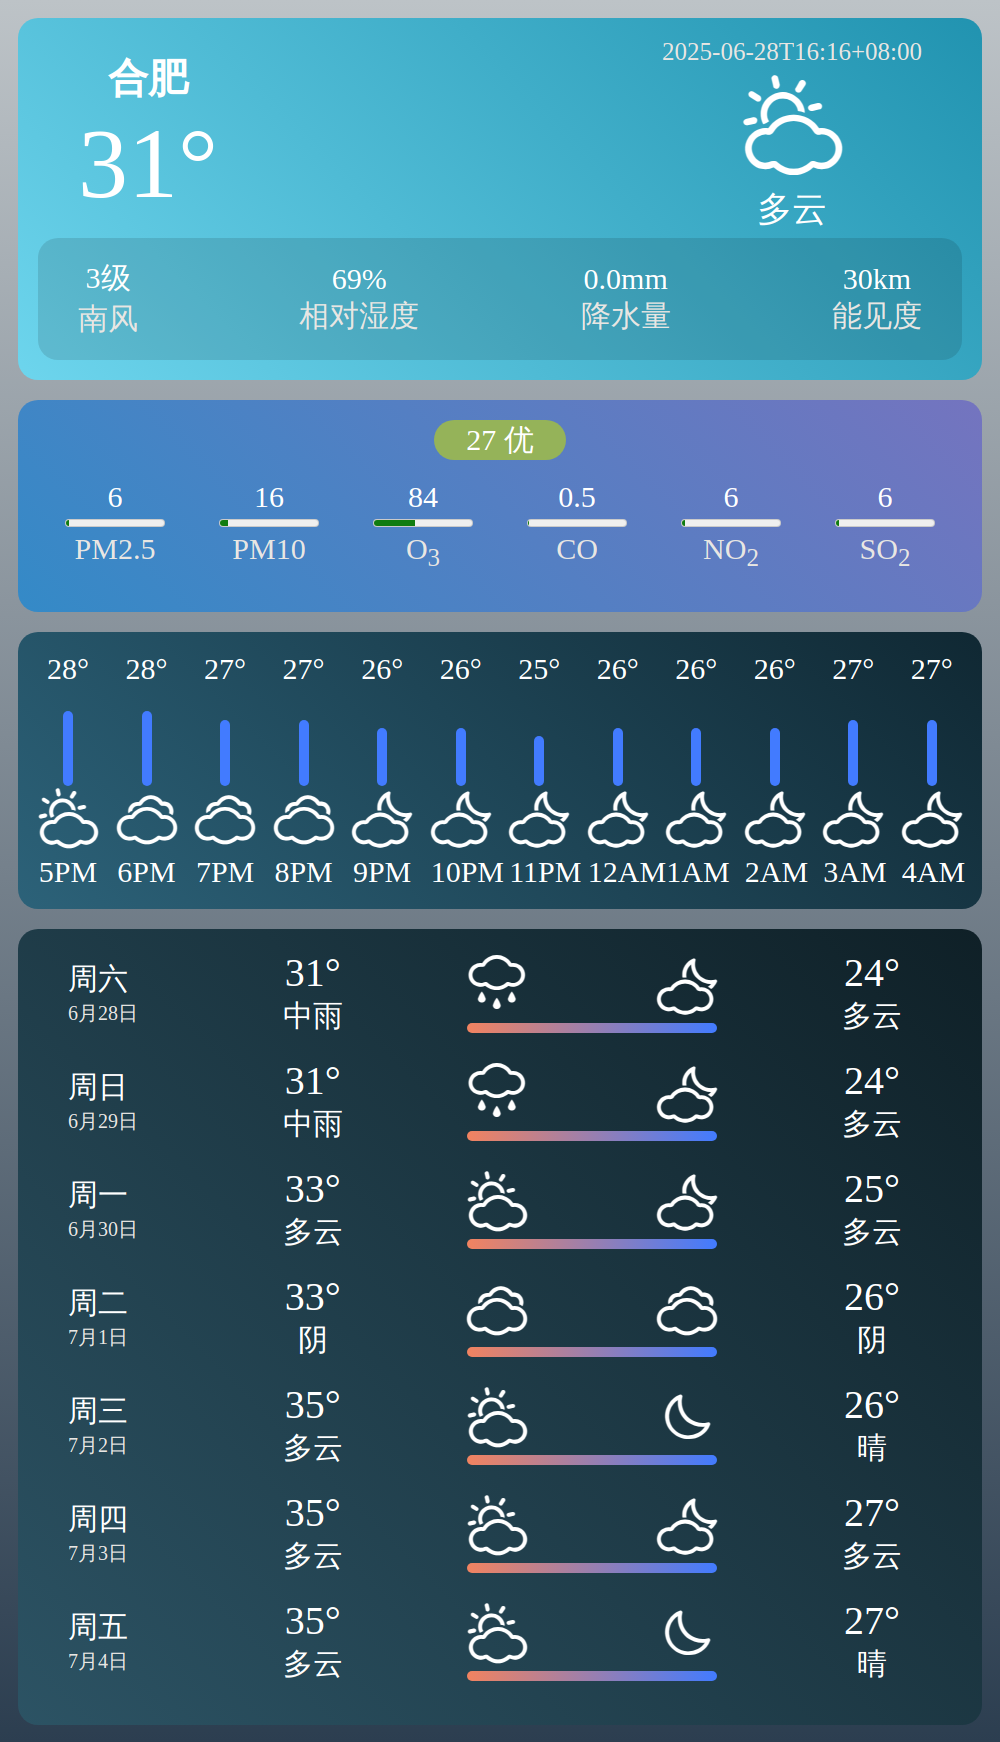 合肥
31°
2025-06-28T16:16+08:00
多云
3级 69% 0.0mm 30km
南风 相对湿度 降水量 能见度
27 优
6 16 84 0.5 6 6
PM2.5 PM10 O3 CO NO2 SO2
28° 28° 27° 27° 26° 26° 25° 26° 26° 26° 27° 27°
5PM 6PM 7PM 8PM 9PM 10PM 11PM 12AM 1AM 2AM 3AM 4AM
周六 31° 24°
6月28日 中雨 多云
周日 31° 24°
6月29日 中雨 多云
周一 33° 25°
6月30日 多云 多云
周二 33° 26°
7月1日 阴 阴
周三 35° 26°
7月2日 多云 晴
周四 35° 27°
7月3日 多云 多云
周五 35° 27°
7月4日 多云 晴